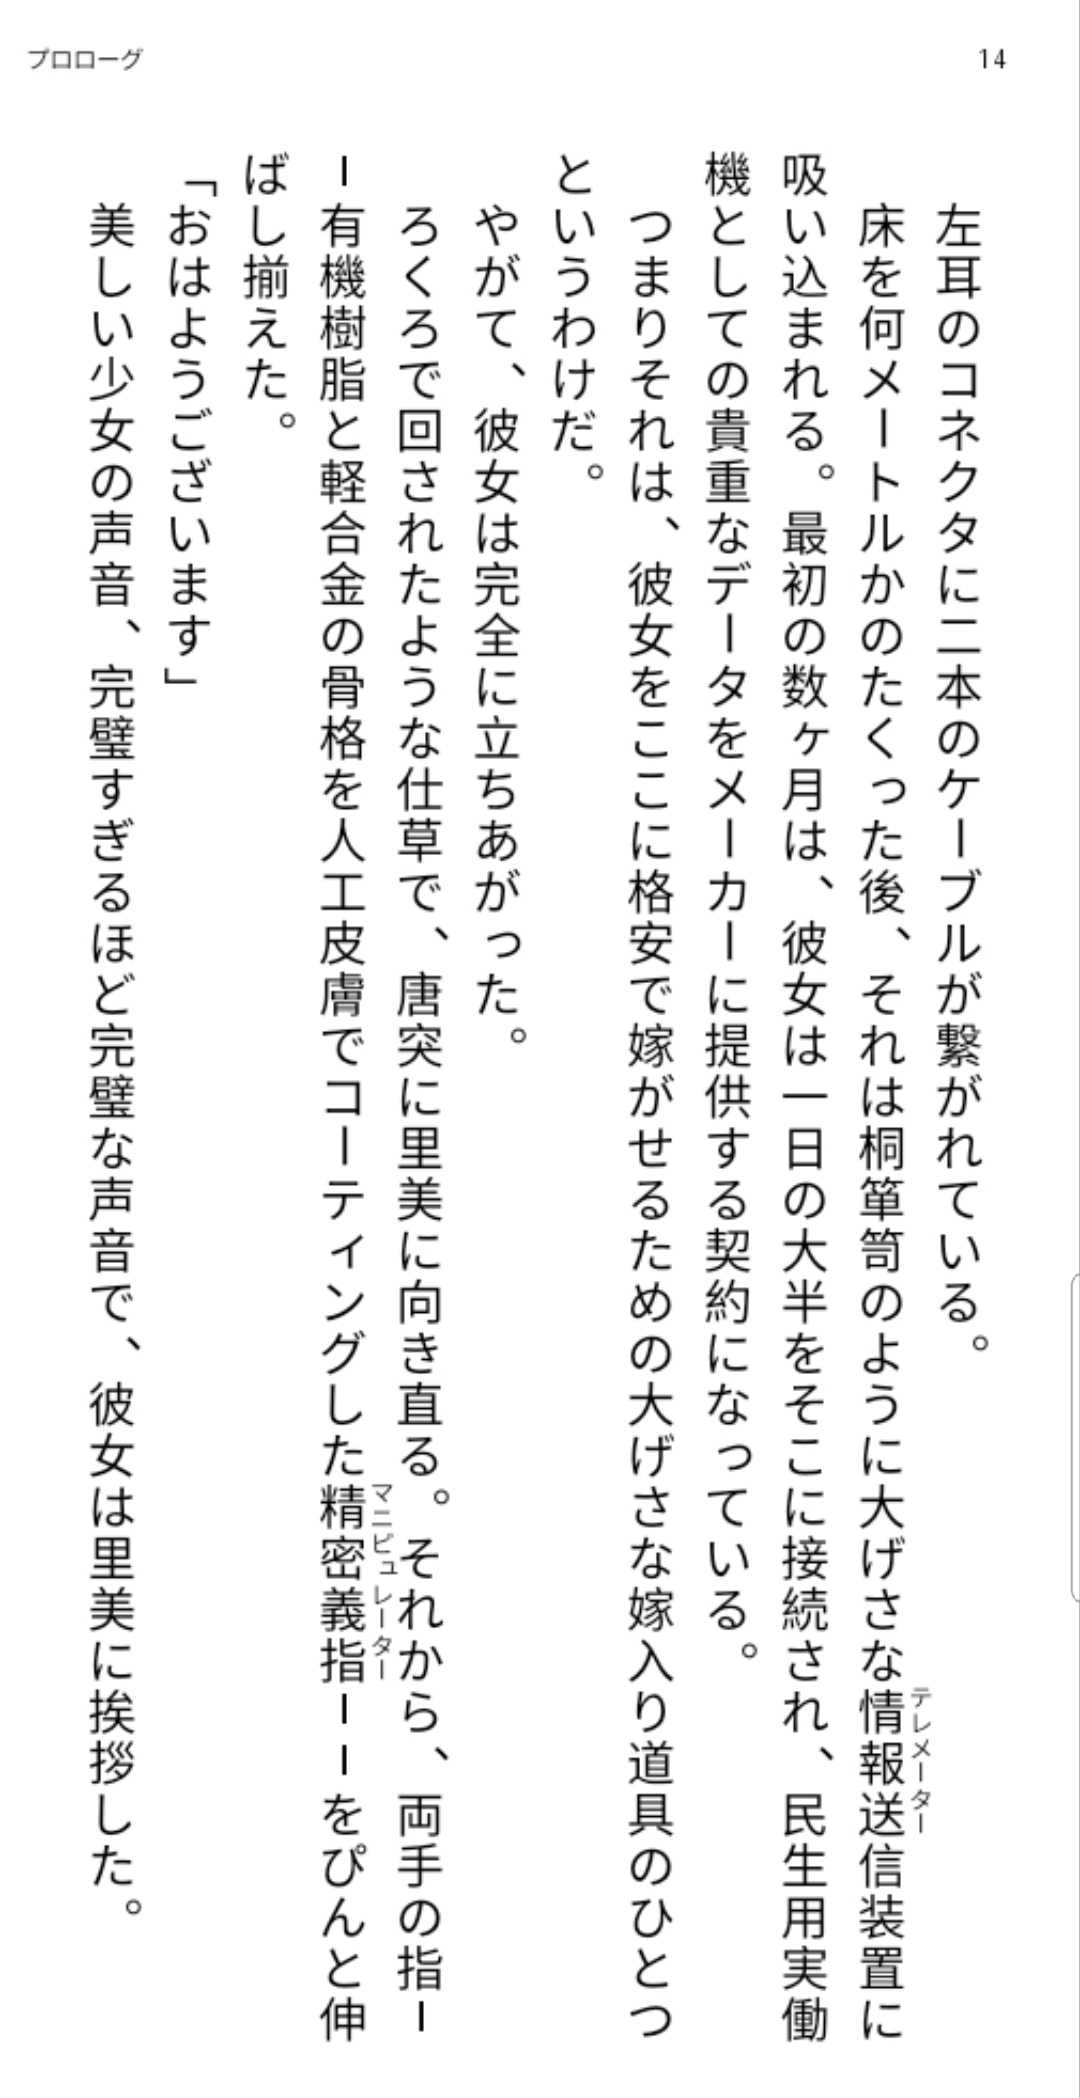 プロローグ
14
左耳のコネクタに二本のケーブルが繋がれている。
床を何メートルかのたくった後、それは桐箪笥のように大げさな情報送信装置に
テレメーター
吸い込まれる。最初の数ヶ月は、彼女は一日の大半をそこに接続され、民生用実働
機としての貴重なデータをメーカーに提供する契約になっている。
つまりそれは、彼女をここに格安で嫁がせるための大げさな嫁入り道具のひとつ
というわけだ。
やがて、彼女は完全に立ちあがった。
ろくろで回されたような仕草で、唐突に里美に向き直る。それから、両手の指ー
ー有機樹脂と軽合金の骨格を人工皮膚でコーティングした精密義指ーーをぴんと伸
マニピュレーター
ばし揃えた。
「おはようございます」
美しい少女の声音、完璧すぎるほど完璧な声音で、彼女は里美に挨拶した。